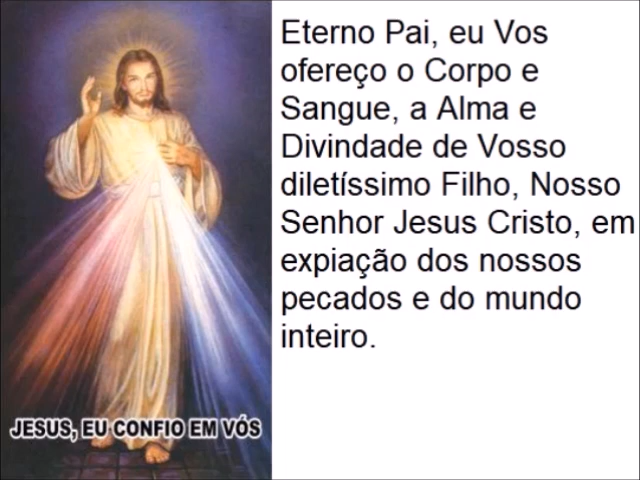 Eterno Pai, eu Vos
ofereço o Corpo e
Sangue, a Alma e
Divindade de Vosso
diletíssimo Filho, Nosso
Senhor Jesus Cristo, em
expiação dos nossos
pecados e do mundo
inteiro.
JESUS, EU CONFIO EM VÓS